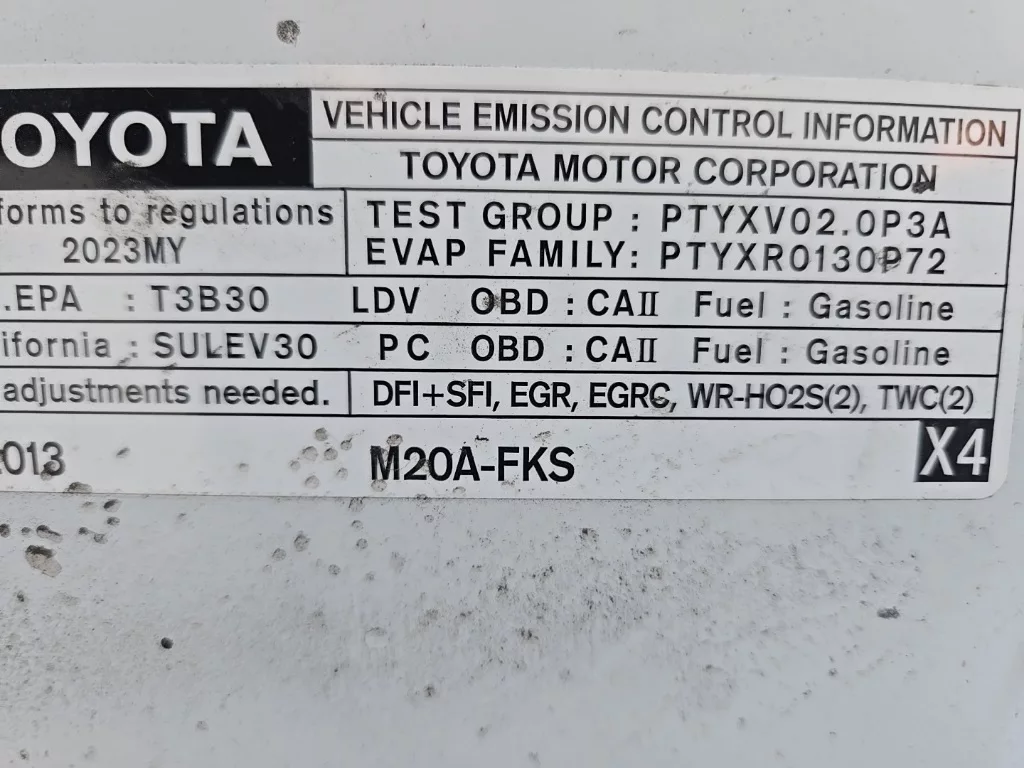 OYOTA
VEHICLE EMISSION CONTROL INFORMATION
TOYOTA MOTOR CORPORATION
forms to regulations
2023MY
TEST GROUP : PTYXV02.0P3A
EVAP FAMILY: PTYXR0130P72
.EPA : T3B30 LDV OBD : CAII Fuel : Gasoline
ifornia : SULEV30 PC OBD : CAII Fuel : Gasoline
adjustments needed. DFI+SFI, EGR, EGRC, WR-HO2S(2), TWC(2)
013 M20A-FKS X4